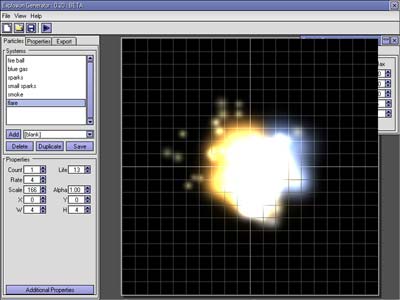 Explosion Generator: 0.20: BETA
File View Help
Particles Properties Export
Systems
fire ball
blue gas
sparks
small sparks
smoke
flare
Add [blank]
Delete Duplicate Save
Properties
Count 1 Life 13
Rate 4
Scale 166 Alpha 1.00
X 0 Y 0
W 4 H 4
Additional Properties